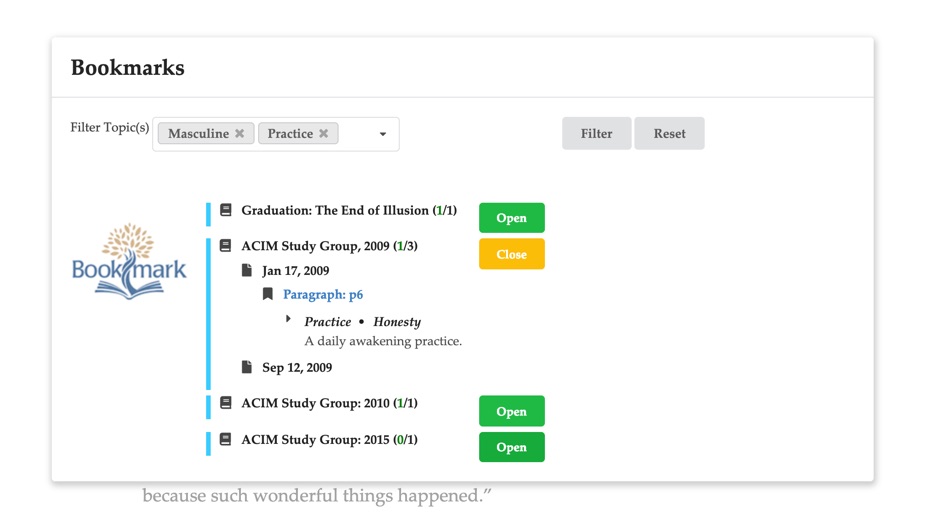 Bookmarks
Filter Topic(s) Masculine ✖ Practice ✖ Filter Reset
Graduation: The End of Illusion (1/1) Open
Bookmark
ACIM Study Group, 2009 (1/3) Close
Jan 17, 2009
Paragraph: p6
Practice • Honesty
A daily awakening practice.
Sep 12, 2009
ACIM Study Group: 2010 (1/1) Open
ACIM Study Group: 2015 (0/1) Open
because such wonderful things happened.”